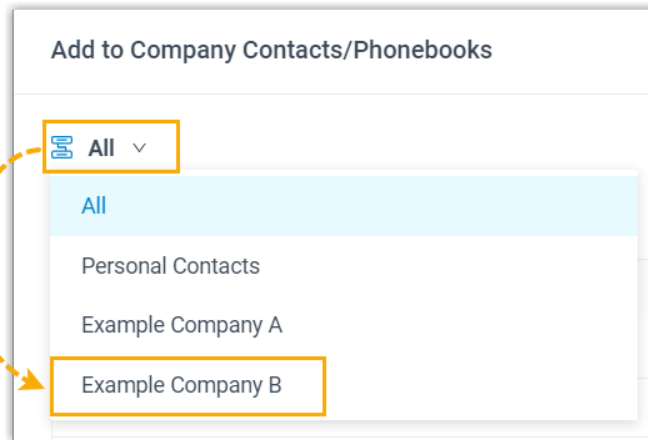 Add to Company Contacts/Phonebooks
All
All
Personal Contacts
Example Company A
Example Company B